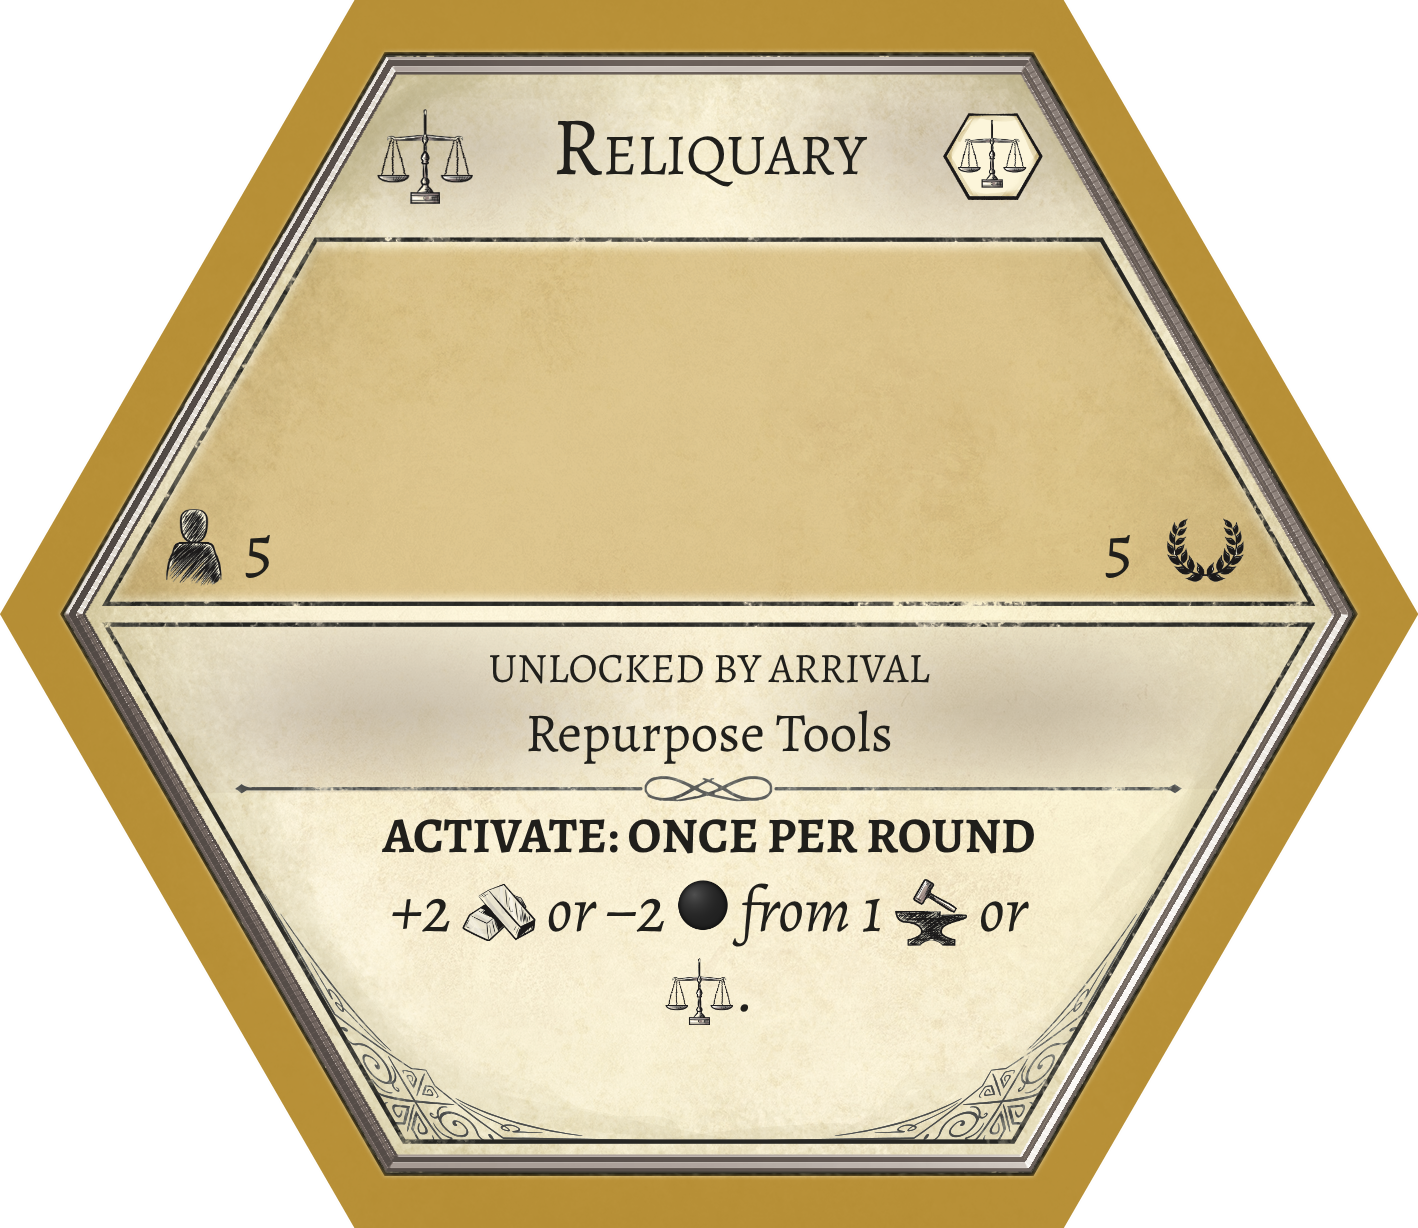 Reliquary
5
5
UNLOCKED BY ARRIVAL
Repurpose Tools
ACTIVATE: ONCE PER ROUND
+2 or –2 from 1 or
.